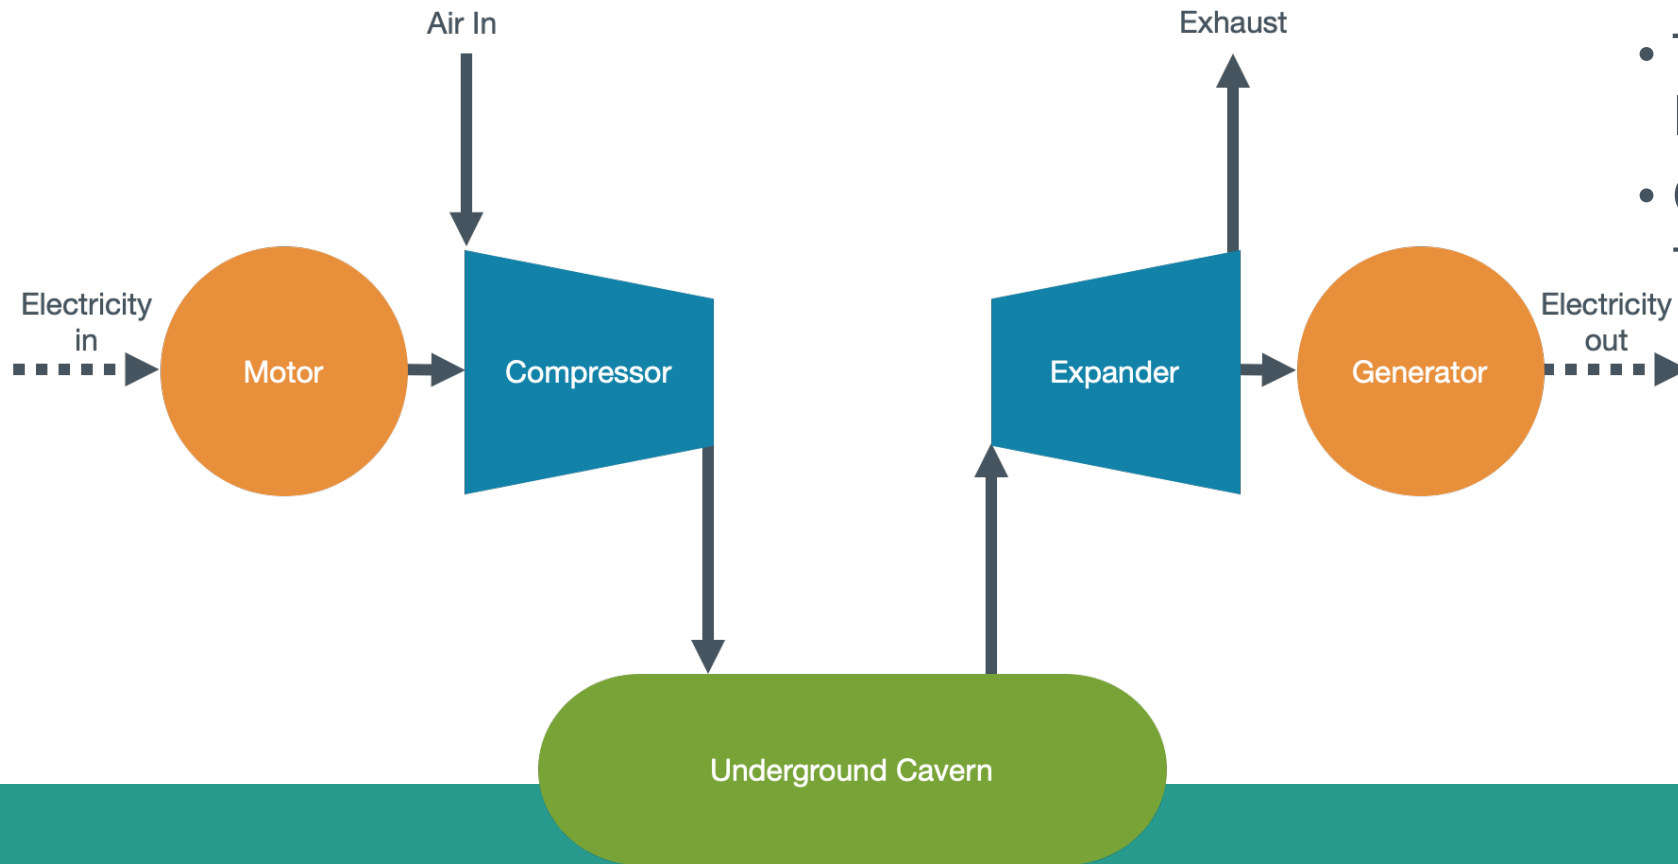 Air In
Exhaust
Electricity
in
Motor
Compressor
Expander
Generator
Electricity
out
Underground Cavern